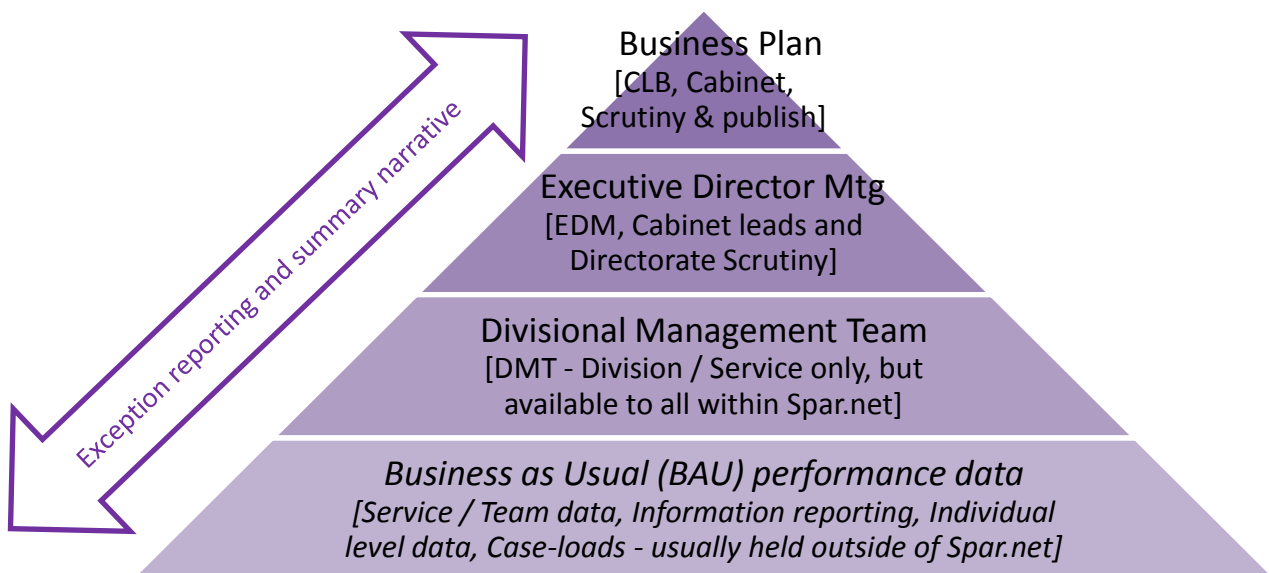 Business Plan
[CLB, Cabinet,
Scrutiny & publish]
Exception reporting and summary narrative
Executive Director Mtg
[EDM, Cabinet leads and
Directorate Scrutiny]
Divisional Management Team
[DMT - Division / Service only, but
available to all within Spar.net]
Business as Usual (BAU) performance data
[Service / Team data, Information reporting, Individual
level data, Case-loads - usually held outside of Spar.net]